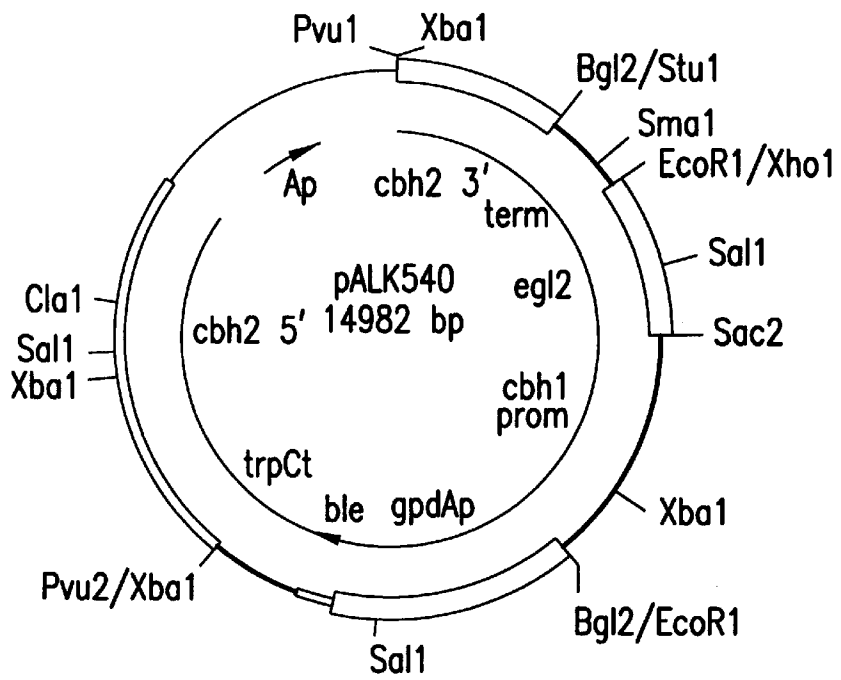 Pvu1
Xba1
Bgl2/Stu1
Sma1
EcoR1/Xho1
Ap
cbh2 3'
term
Sal1
egl2
pALK540
14982 bp
Cla1
cbh2 5'
Sal1
Sac2
Xba1
cbh1
prom
trpCt
ble
gpdAp
Xba1
Pvu2/Xba1
Bgl2/EcoR1
Sal1